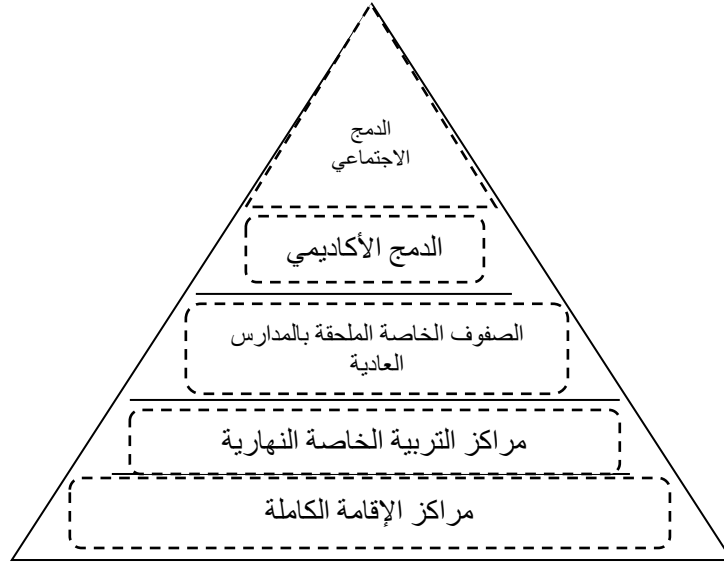 الدمج
الاجتماعي
الدمج الأكاديمي
الصفوف الخاصة الملحقة بالمدارس
العادية
مراكز التربية الخاصة النهارية
مراكز الإقامة الكاملة